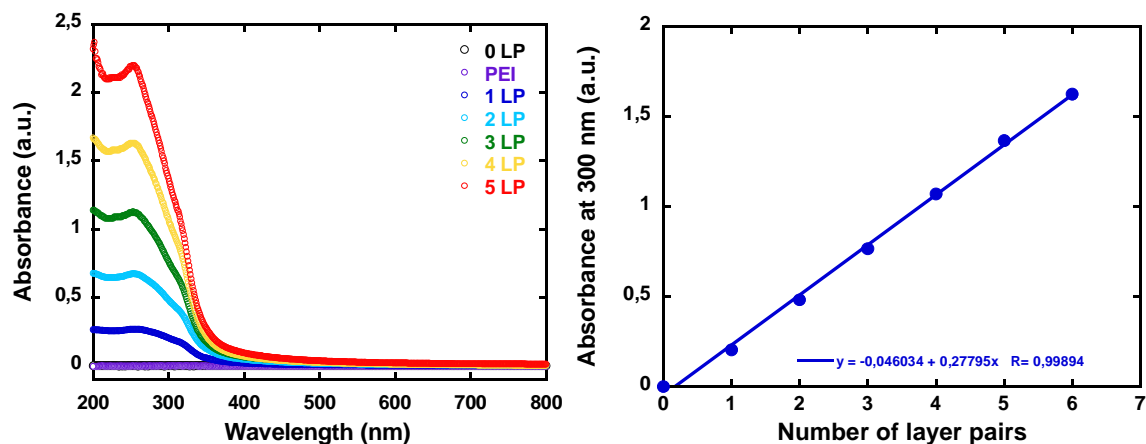 2,5
2
1,5
1
0,5
0
200
300
400
500
600
700
800
Absorbance (a.u.)
Wavelength (nm)
0 LP
PEI
1 LP
2 LP
3 LP
4 LP
5 LP
2
1,5
1
0,5
0
0
1
2
3
4
5
6
7
Absorbance at 300 nm (a.u.)
Number of layer pairs
y = -0,046034 + 0,27795x R= 0,99894